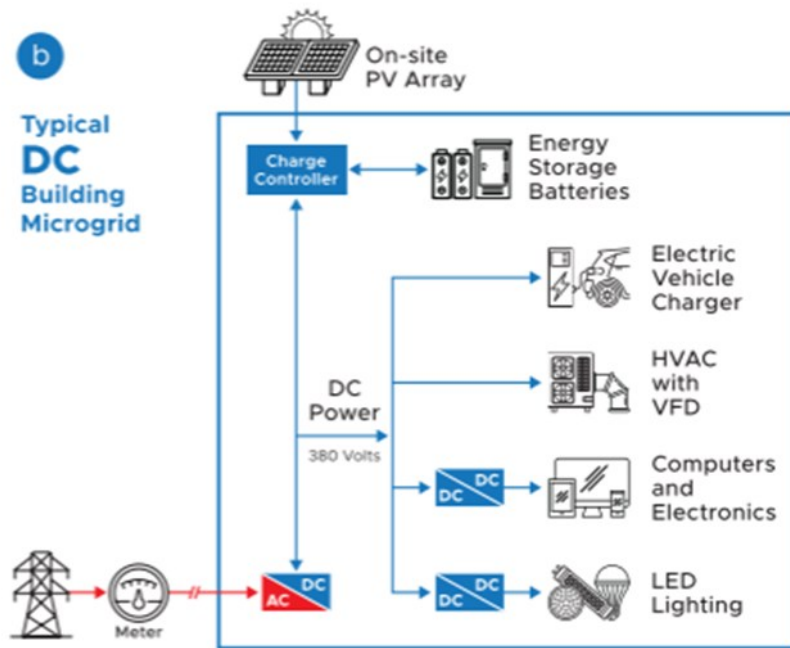 b
Typical
DC
Building
Microgrid
On-site
PV Array
Charge
Controller
Energy
Storage
Batteries
Electric
Vehicle
Charger
HVAC
with
VFD
DC
Power
380 Volts
DC
DC
Computers
and
Electronics
DC
DC
LED
Lighting
DC
AC
Meter